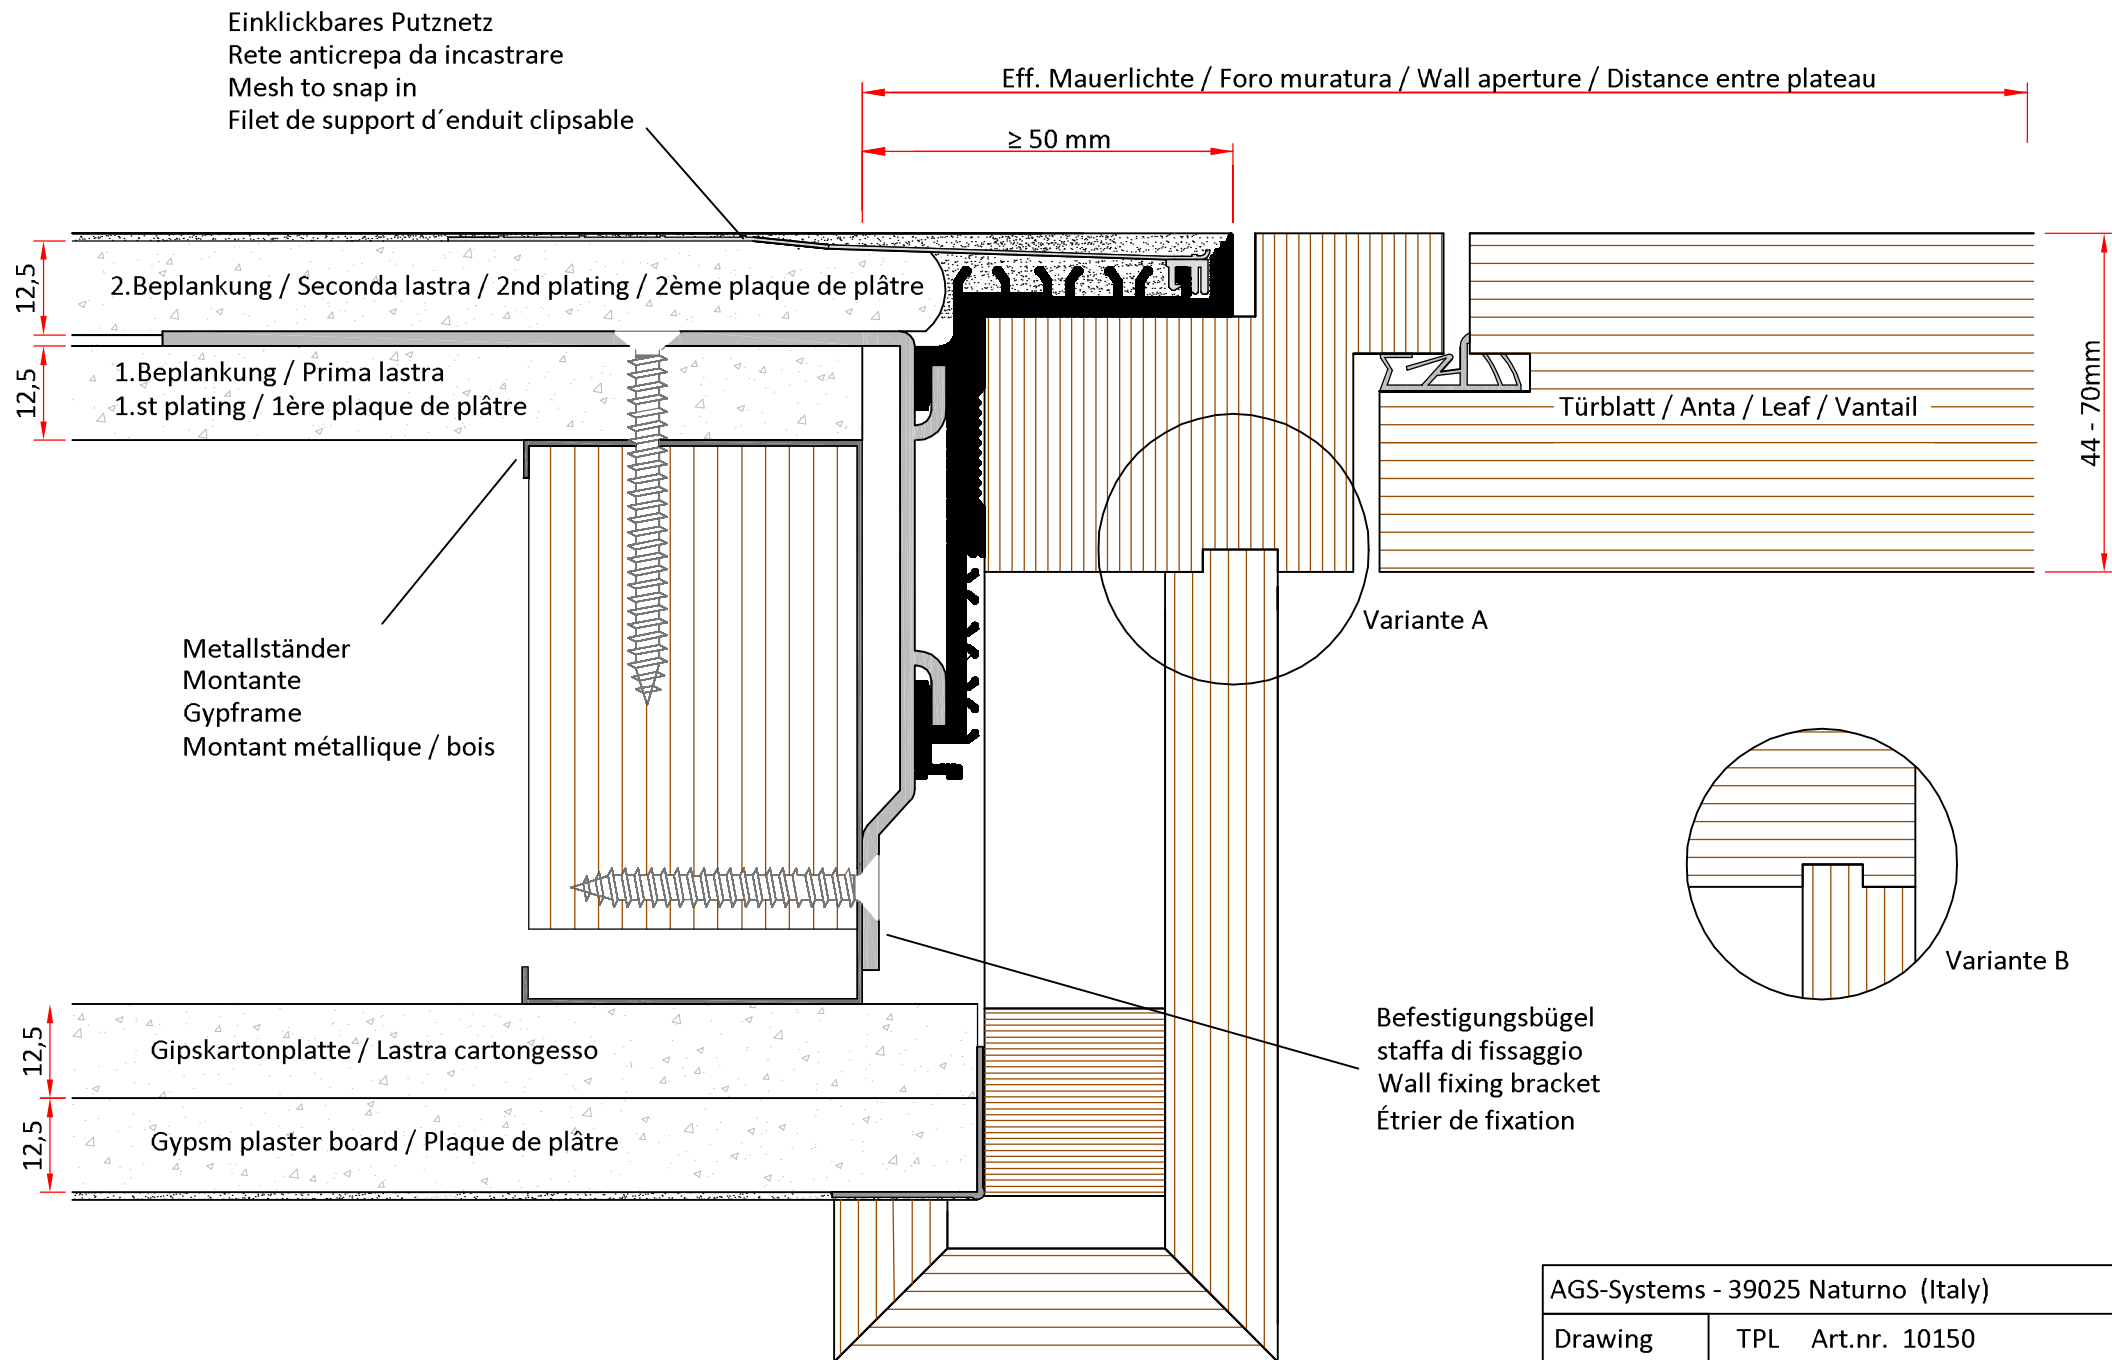 Einklickbares Putznetz
Rete anticrepa da incastrare
Mesh to snap in
Filet de support d´enduit clipsable
Eff. Mauerlichte / Foro muratura / Wall aperture / Distance entre plateau
≥ 50 mm
12,5
2.Beplankung / Seconda lastra / 2nd plating / 2ème plaque de plâtre
12,5
1.Beplankung / Prima lastra
1.st plating / 1ère plaque de plâtre
Türblatt / Anta / Leaf / Vantail
44 - 70mm
Metallständer
Montante
Gypframe
Montant métallique / bois
Variante A
Variante B
12,5
Gipskartonplatte / Lastra cartongesso
12,5
Gypsm plaster board / Plaque de plâtre
Befestigungsbügel
staffa di fissaggio
Wall fixing bracket
Étrier de fixation
AGS-Systems - 39025 Naturno (Italy)
Drawing TPL Art.nr. 10150